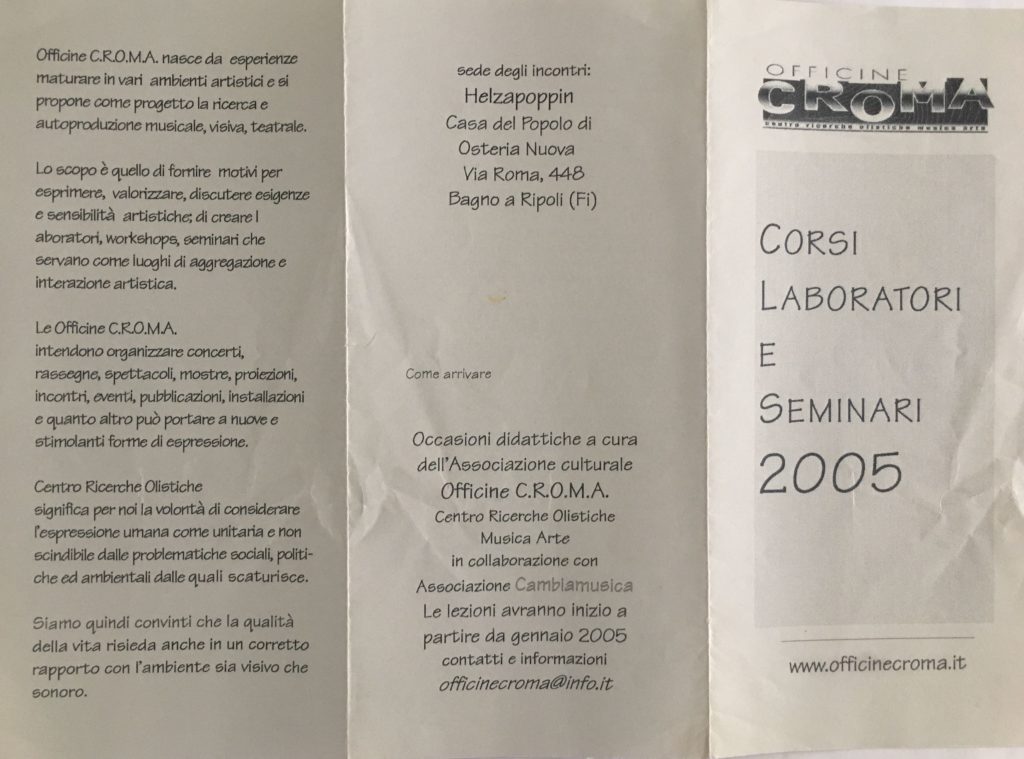 Officine C.R.O.M.A. nasce da esperienze
maturare in vari ambienti artistici e si
propone come progetto la ricerca e
autoproduzione musicale, visiva, teatrale.
Lo scopo è quello di fornire motivi per
esprimere, valorizzare, discutere esigenze
e sensibilità artistiche; di creare l
aboratori, workshops, seminari che
servano come luoghi di aggregazione e
interazione artistica.
Le Officine C.R.O.M.A.
intendono organizzare concerti,
rassegne, spettacoli, mostre, proiezioni,
incontri, eventi, pubblicazioni, installazioni
e quanto altro può portare a nuove e
stimolanti forme di espressione.
Centro Ricerche Olistiche
significa per noi la volontà di considerare
l'espressione umana come unitaria e non
scindibile dalle problematiche sociali, politi-
che ed ambientali dalle quali scaturisce.
Siamo quindi convinti che la qualità
della vita risieda anche in un corretto
rapporto con l'ambiente sia visivo che
sonoro.
sede degli incontri:
Helzapoppin
Casa del Popolo di
Osteria Nuova
Via Roma, 448
Bagno a Ripoli (Fi)
Come arrivare
Occasioni didattiche a cura
dell'Associazione culturale
Officine C.R.O.M.A.
Centro Ricerche Olistiche
Musica Arte
in collaborazione con
Associazione Cambiamusica
Le lezioni avranno inizio a
partire da gennaio 2005
contatti e informazioni
officinecroma@info.it
OFFICINE
CROMA
centro ricerche olistiche musica arte
CORSI
LABORATORI
E
SEMINARI
2005
www.officinecroma.it